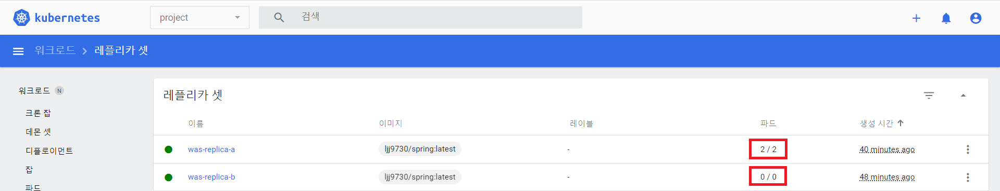 kubernetes
project
검색
워크로드 > 레플리카 셋
워크로드 N
크론 잡
데몬 셋
디플로이먼트
잡
파드
레플리카 셋
이름 이미지 레이블 파드 생성 시간
was-replica-a ljj9730/spring:latest - 2 / 2 40 minutes ago
was-replica-b ljj9730/spring:latest - 0 / 0 48 minutes ago